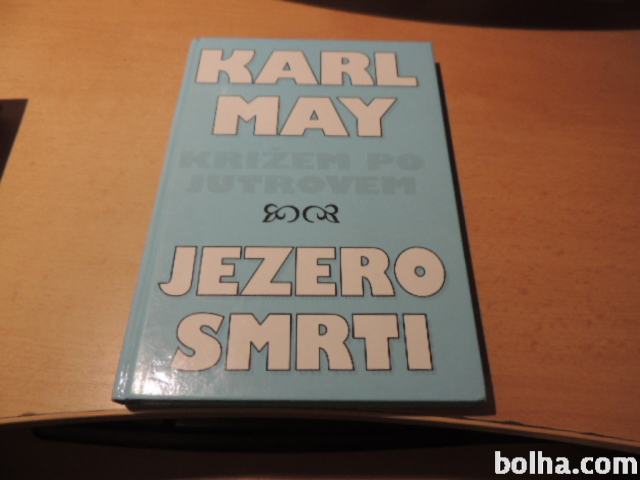 KARL
MAY
KRIŽEM PO
JUTROVEM
JEZERO
SMRTI
bolha.com